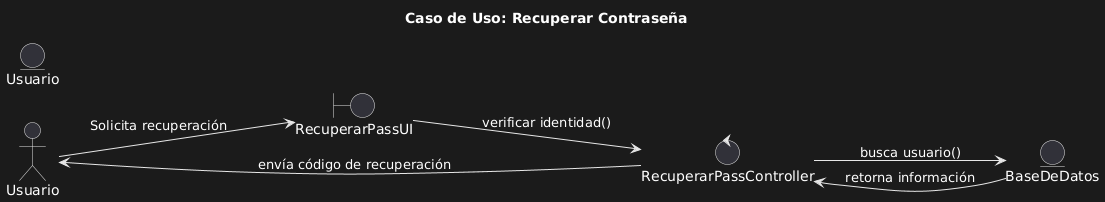 Caso de Uso: Recuperar Contraseña
Usuario
Solicita recuperación
RecuperarPassUI
verificar identidad()
busca usuario()
envía código de recuperación
RecuperarPassController
retorna información
BaseDeDatos
Usuario